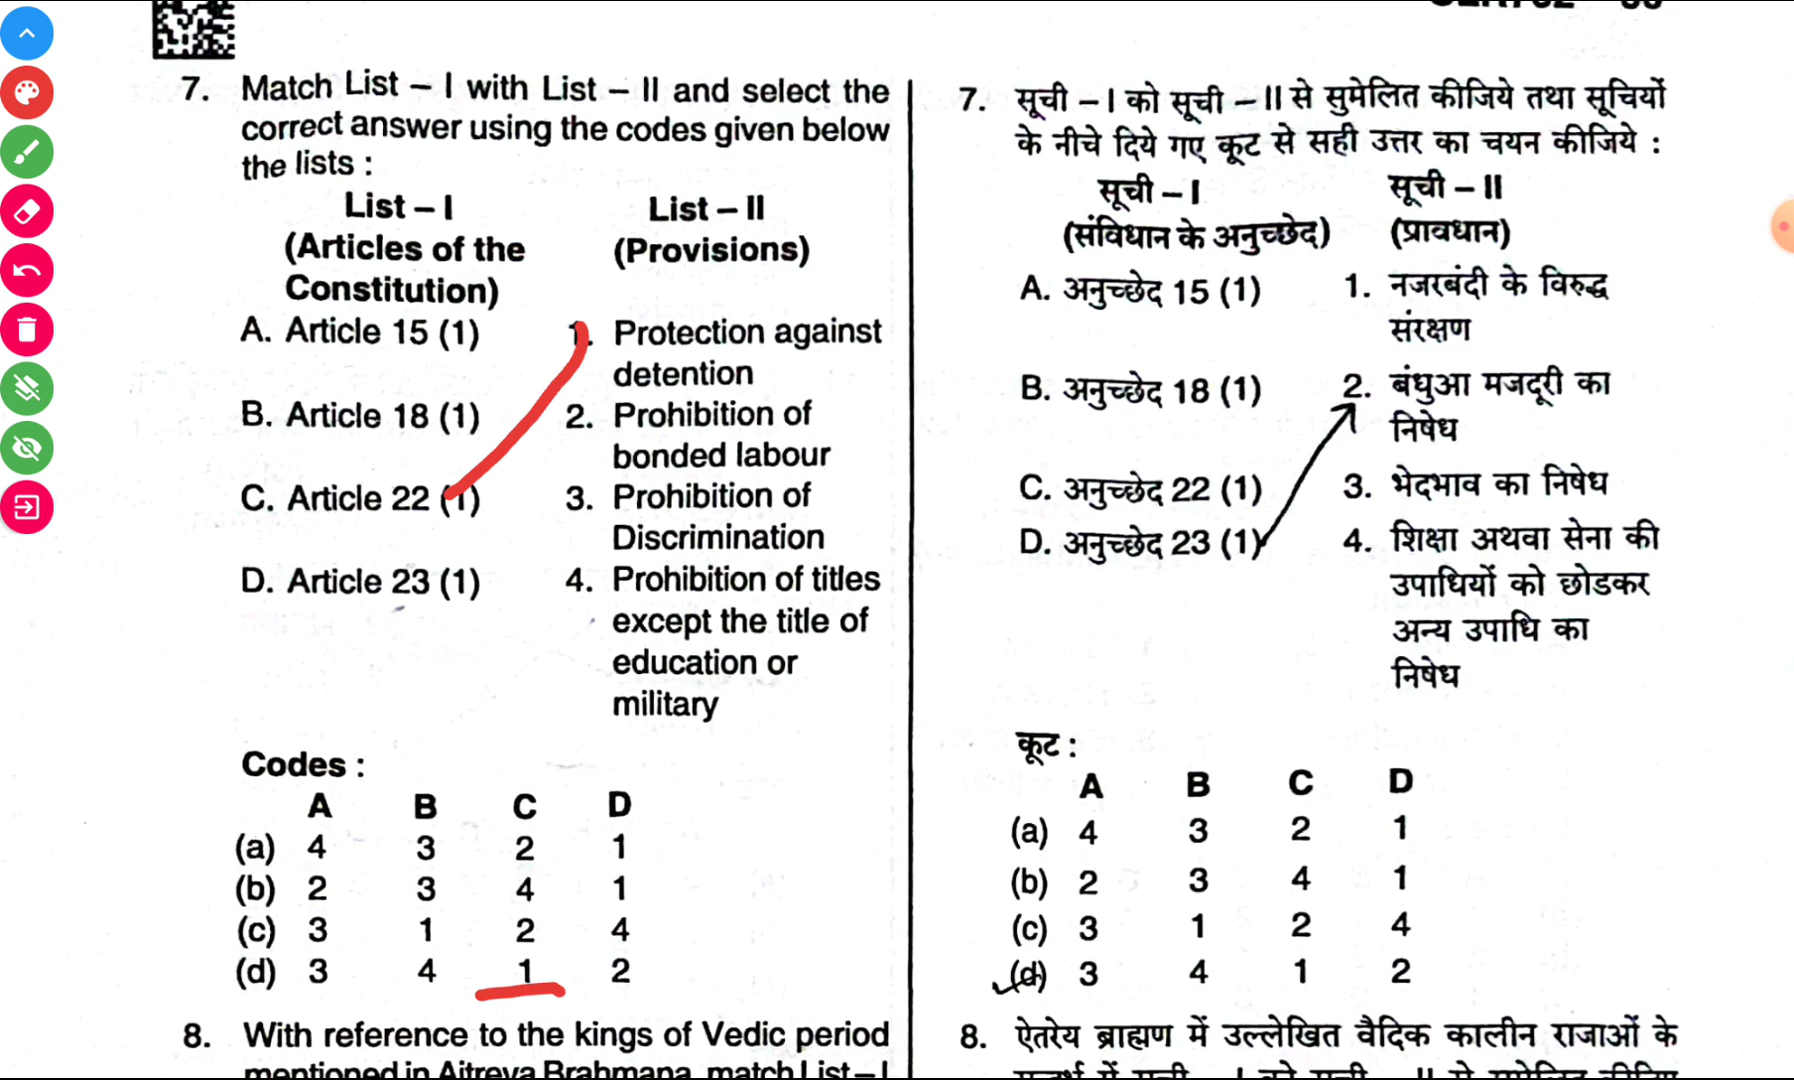 7. Match List – I with List – II and select the
correct answer using the codes given below
the lists :
List – I List – II
(Articles of the (Provisions)
Constitution)
A. Article 15 (1) 1. Protection against
detention
B. Article 18 (1) 2. Prohibition of
bonded labour
C. Article 22 (1) 3. Prohibition of
Discrimination
D. Article 23 (1) 4. Prohibition of titles
except the title of
education or
military
Codes :
A B C D
(a) 4 3 2 1
(b) 2 3 4 1
(c) 3 1 2 4
(d) 3 4 1 2
8. With reference to the kings of Vedic period
mentioned in Aitreya Brahmana, match List – I
7. सूची – I को सूची – II से सुमेलित कीजिये तथा सूचियों
के नीचे दिये गए कूट से सही उत्तर का चयन कीजिये :
सूची – I सूची – II
(संविधान के अनुच्छेद) (प्रावधान)
A. अनुच्छेद 15 (1) 1. नजरबंदी के विरुद्ध
संरक्षण
B. अनुच्छेद 18 (1) 2. बंधुआ मजदूरी का
निषेध
C. अनुच्छेद 22 (1) 3. भेदभाव का निषेध
D. अनुच्छेद 23 (1) 4. शिक्षा अथवा सेना की
उपाधियों को छोडकर
अन्य उपाधि का
निषेध
कूट :
A B C D
(a) 4 3 2 1
(b) 2 3 4 1
(c) 3 1 2 4
(d) 3 4 1 2
8. ऐतरेय ब्राह्मण में उल्लेखित वैदिक कालीन राजाओं के